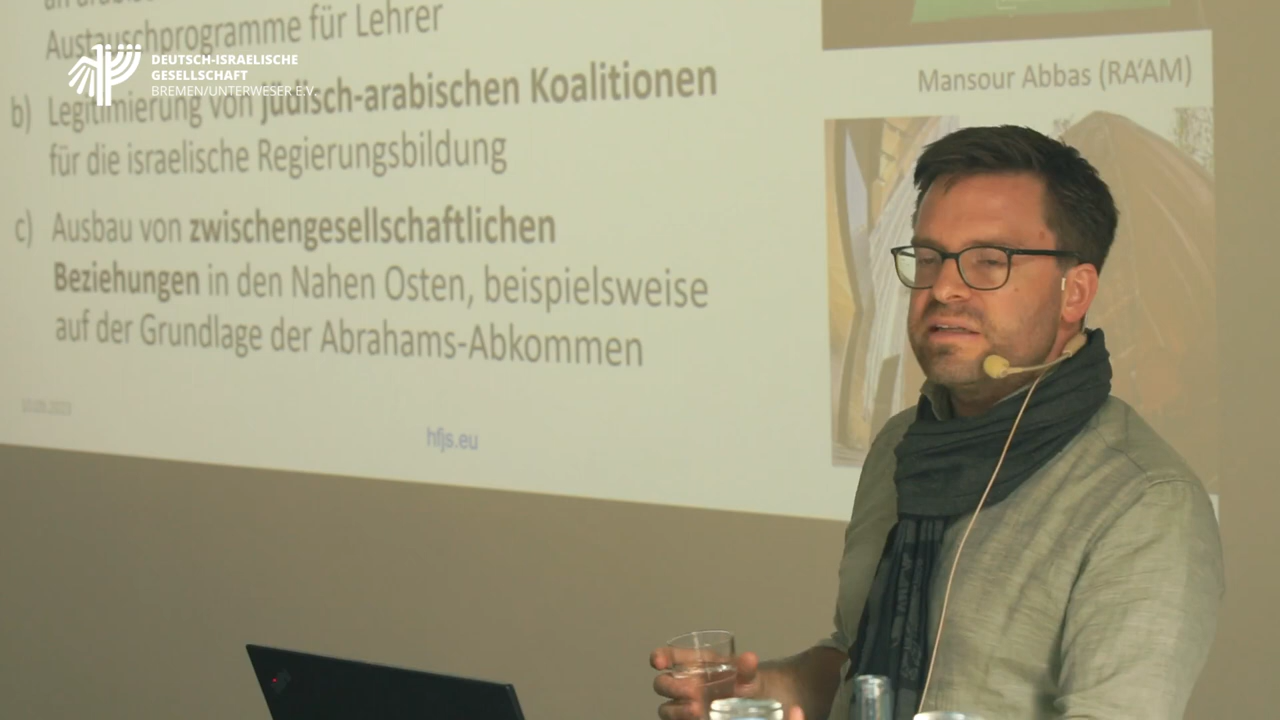 Austauschprogramme für Lehrer
DEUTSCH-ISRAELISCHE
GESELLSCHAFT
BREMEN/UNTERWESER E.V.
b) Legitimierung von jüdisch-arabischen Koalitionen
für die israelische Regierungsbildung
c) Ausbau von zwischengesellschaftlichen
Beziehungen in den Nahen Osten, beispielsweise
auf der Grundlage der Abrahams-Abkommen
hfjs.eu
Mansour Abbas (RA'AM)